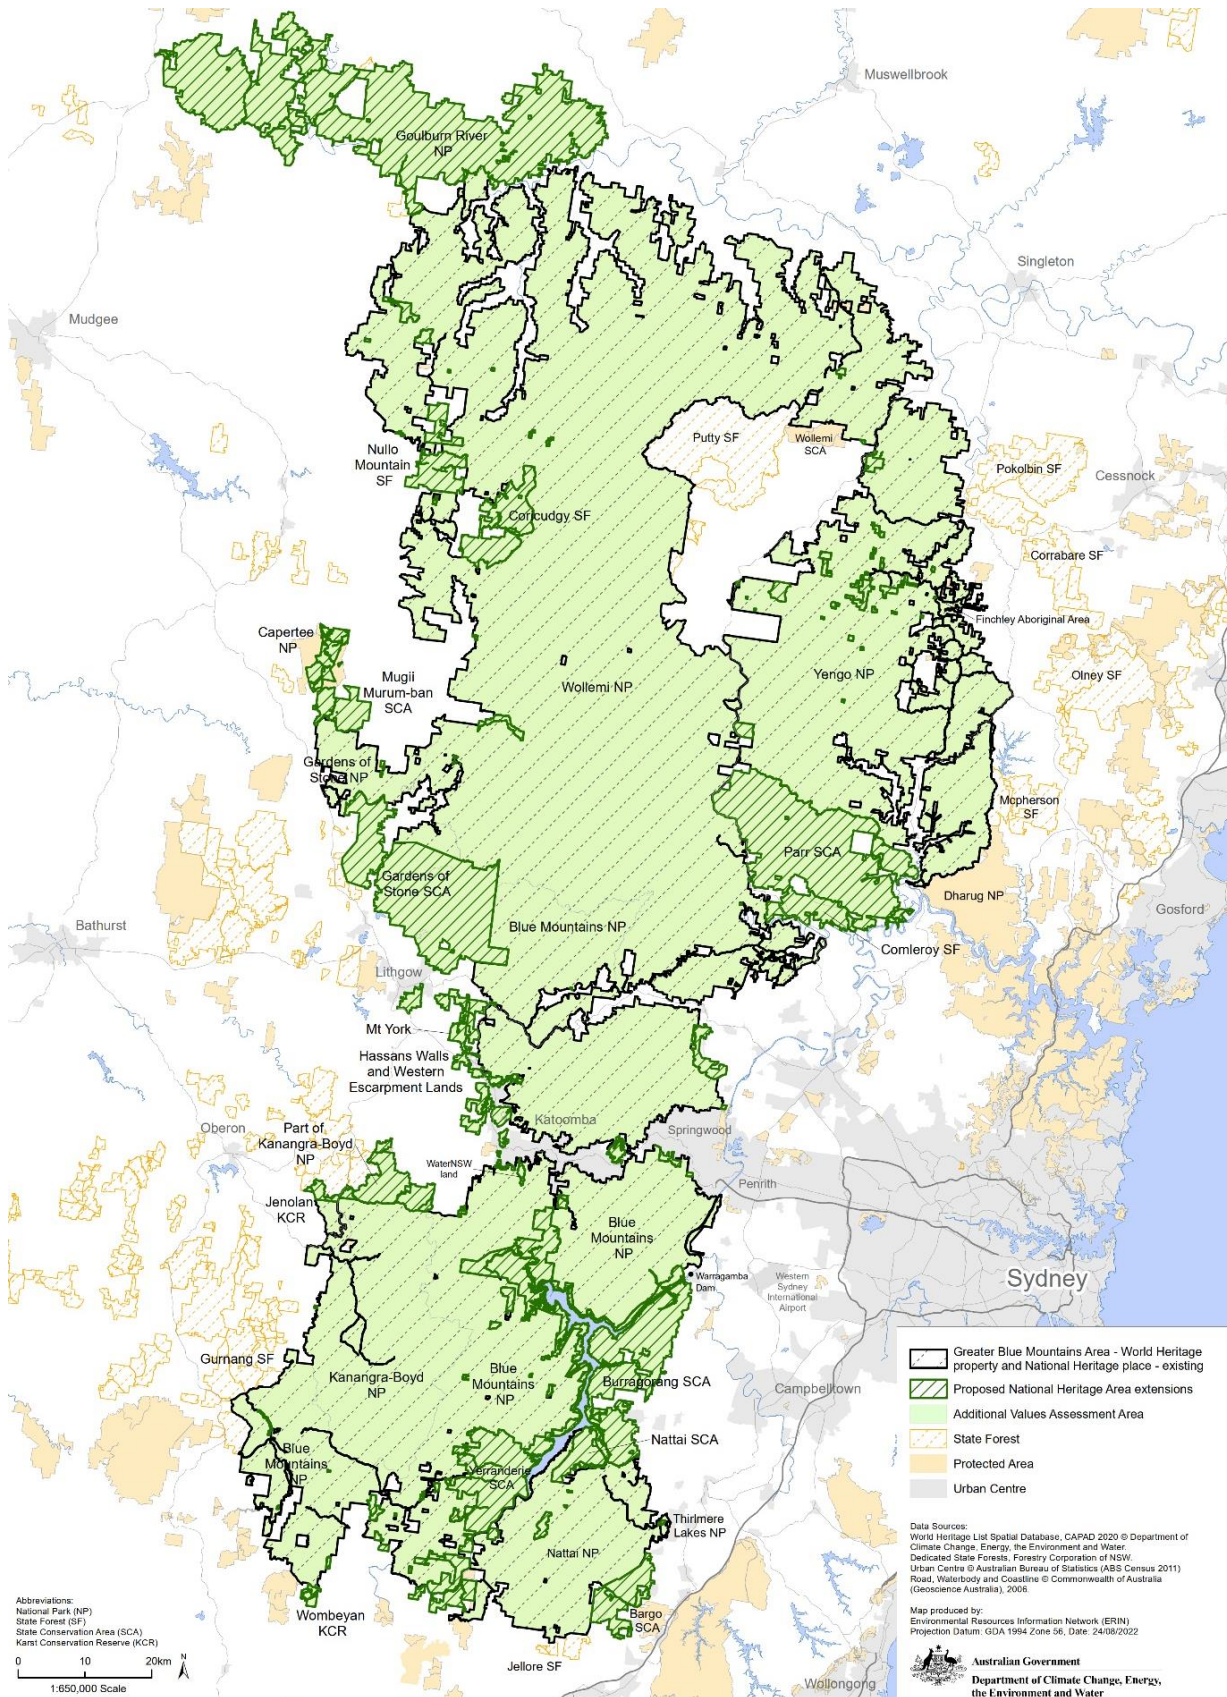 Muswellbrook
Goulburn River
NP
Singleton
Mudgee
Putty SF
Wollemi
SCA
Nullo
Mountain
SF
Pokolbin SF
Cessnock
Coricudgy SF
Corrabare SF
Finchley Aboriginal Area
Capertee
NP
Mugii
Murum-ban
SCA
Wollemi NP
Yengo NP
Olney SF
Gardens of
Stone NP
Mcpherson
SF
Parr SCA
Gardens of
Stone SCA
Dharug NP
Gosford
Bathurst
Blue Mountains NP
Comleroy SF
Lithgow
Mt York
Hassans Walls
and Western
Escarpment Lands
Katoomba
Springwood
Oberon
Part of
Kanangra-Boyd
NP
WaterNSW
land
Penrith
Jenolan
KCR
Blue
Mountains
NP
Warragamba
Dam
Western
Sydney
International
Airport
Sydney
Gurnang SF
Kanangra-Boyd
NP
Blue
Mountains
NP
Burragorang SCA
Campbelltown
Nattai SCA
Blue
Mountains
NP
Yerranderie
SCA
Thirlmere
Lakes NP
Nattai NP
Wombeyan
KCR
Bargo
SCA
Jellore SF
Wollongong
Greater Blue Mountains Area - World Heritage
property and National Heritage place - existing
Proposed National Heritage Area extensions
Additional Values Assessment Area
State Forest
Protected Area
Urban Centre
Data Sources:
World Heritage List Spatial Database, CAPAD 2020 © Department of
Climate Change, Energy, the Environment and Water.
Dedicated State Forests, Forestry Corporation of NSW.
Urban Centre © Australian Bureau of Statistics (ABS Census 2011)
Road, Waterbody and Coastline © Commonwealth of Australia
(Geoscience Australia), 2006.
Map produced by:
Environmental Resources Information Network (ERIN)
Projection Datum: GDA 1994 Zone 56, Date: 24/08/2022
Australian Government
Department of Climate Change, Energy,
the Environment and Water
Abbreviations:
National Park (NP)
State Forest (SF)
State Conservation Area (SCA)
Karst Conservation Reserve (KCR)
0 10 20km N
1:650,000 Scale